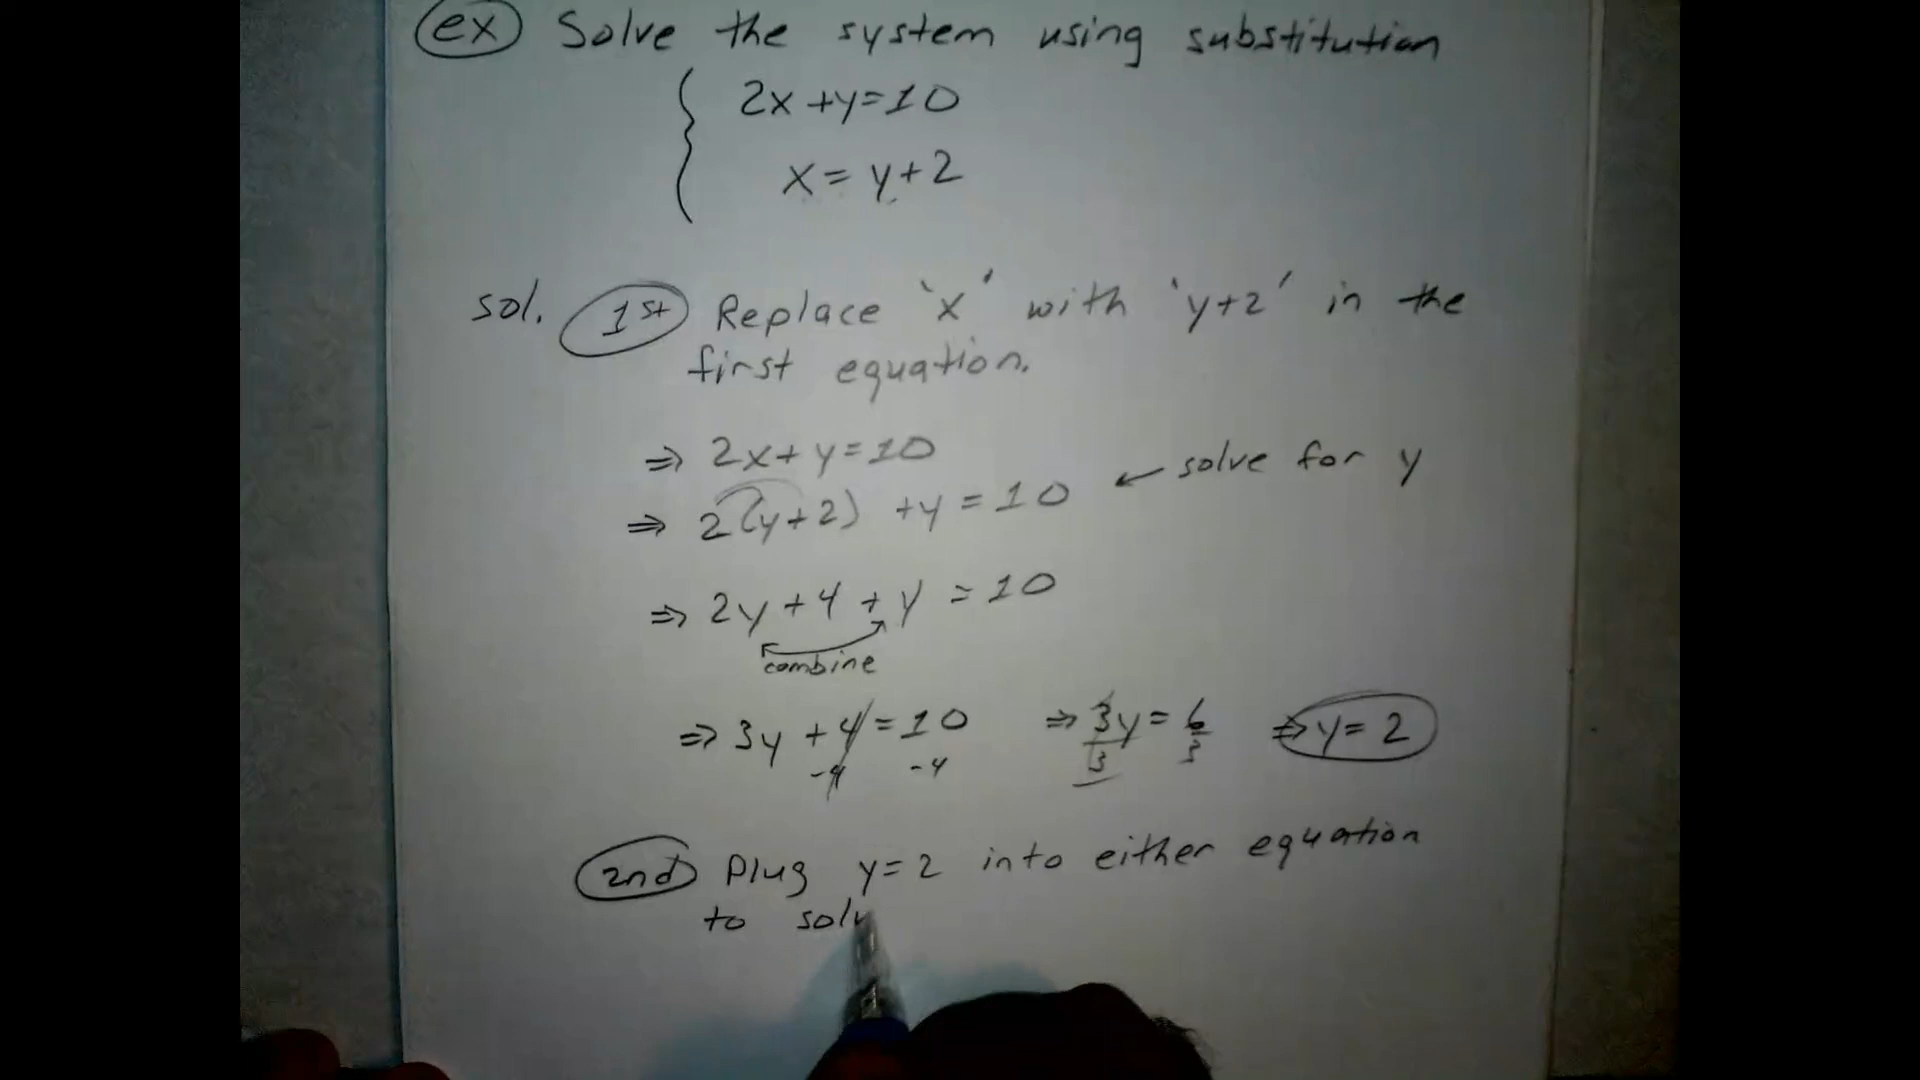 ex Solve the system using substitution
2x+y=10
x=y+2
sol. 1st Replace 'x' with 'y+2' in the
first equation.
⇒ 2x+y=10
← solve for y
⇒ 2(y+2) +y=10
⇒ 2y+4+y=10
combine
⇒ 3y+4=10 ⇒ 3y=6 ⇒ y=2
-4 -4 3 3
2nd Plug y=2 into either equation
to solv